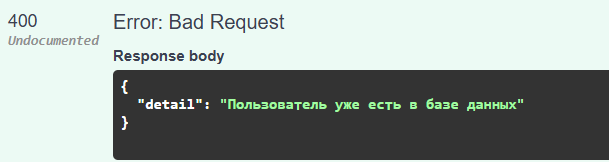 400
Undocumented
Error: Bad Request
Response body
{
"detail": "Пользователь уже есть в базе данных"
}